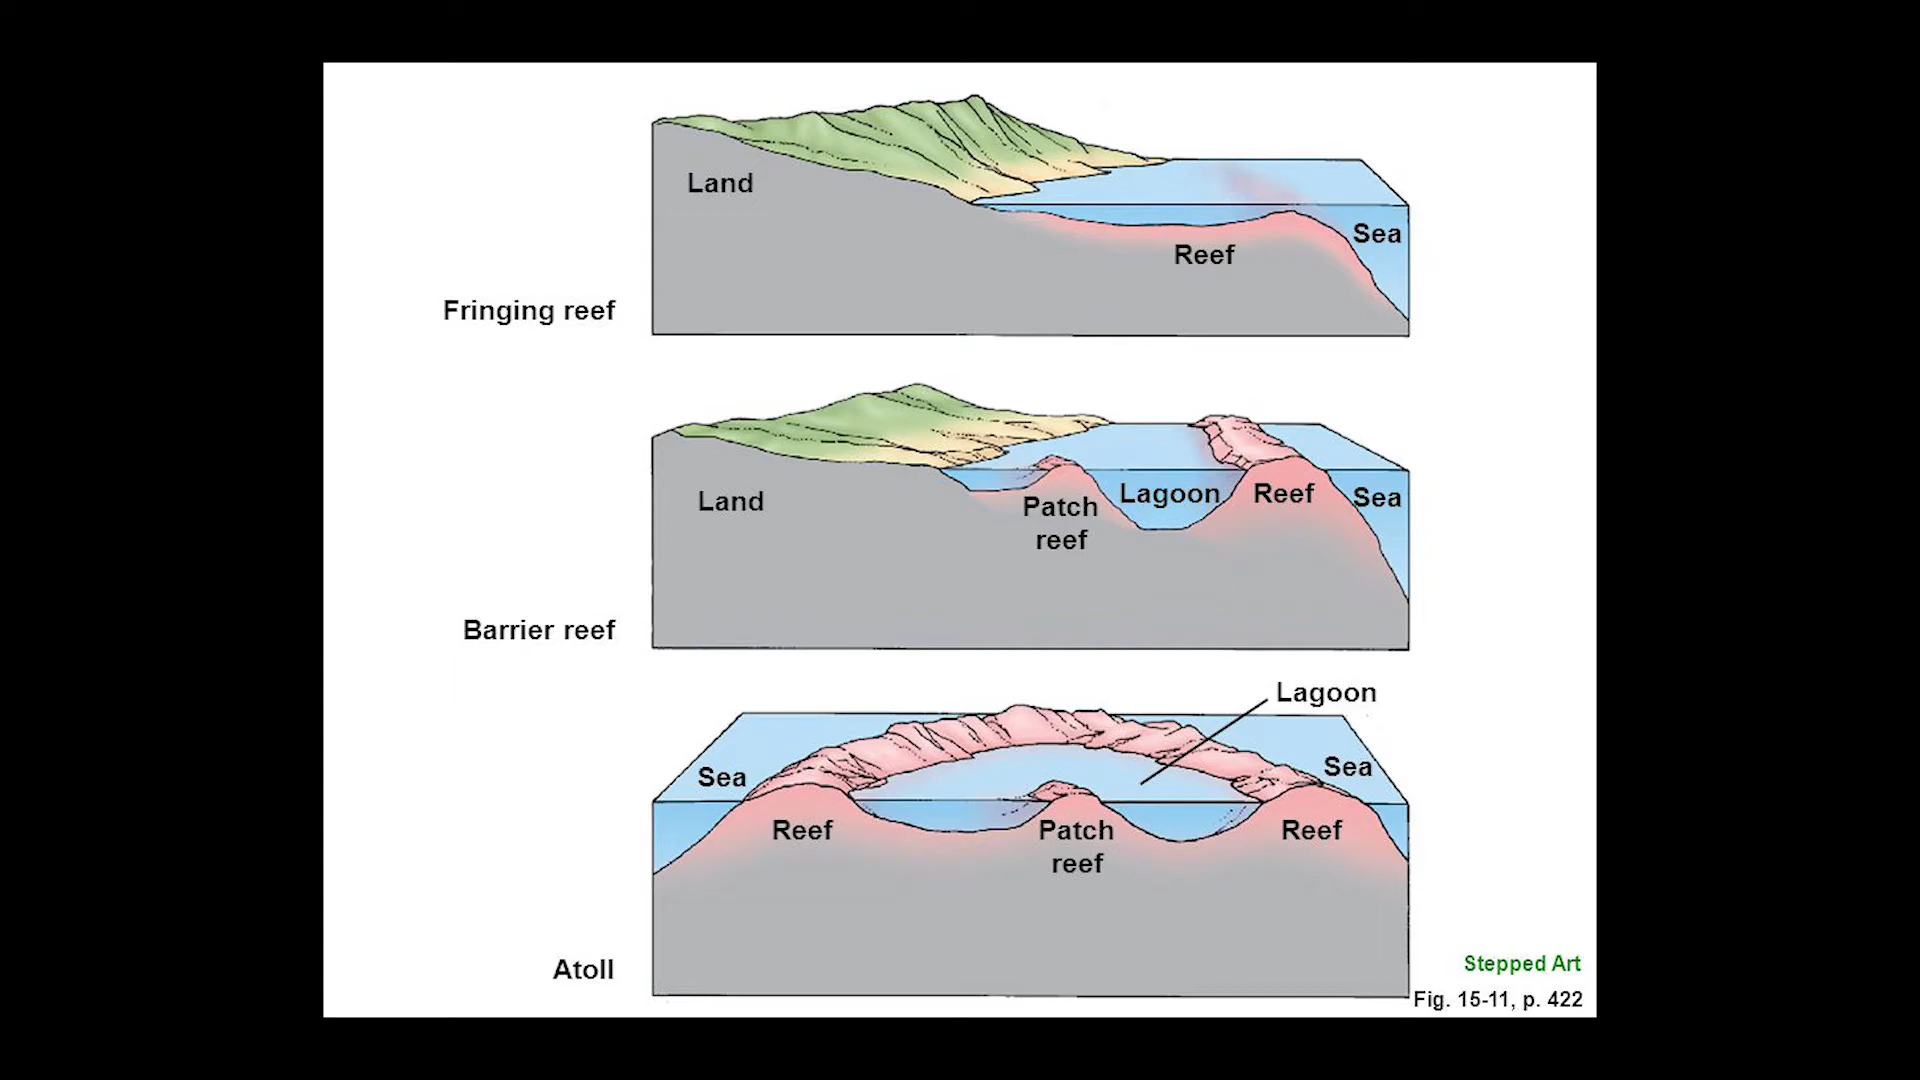 Land
Sea
Reef
Fringing reef
Land
Patch
reef
Lagoon
Reef
Sea
Barrier reef
Lagoon
Sea
Sea
Reef
Patch
reef
Reef
Atoll
Stepped Art
Fig. 15-11, p. 422